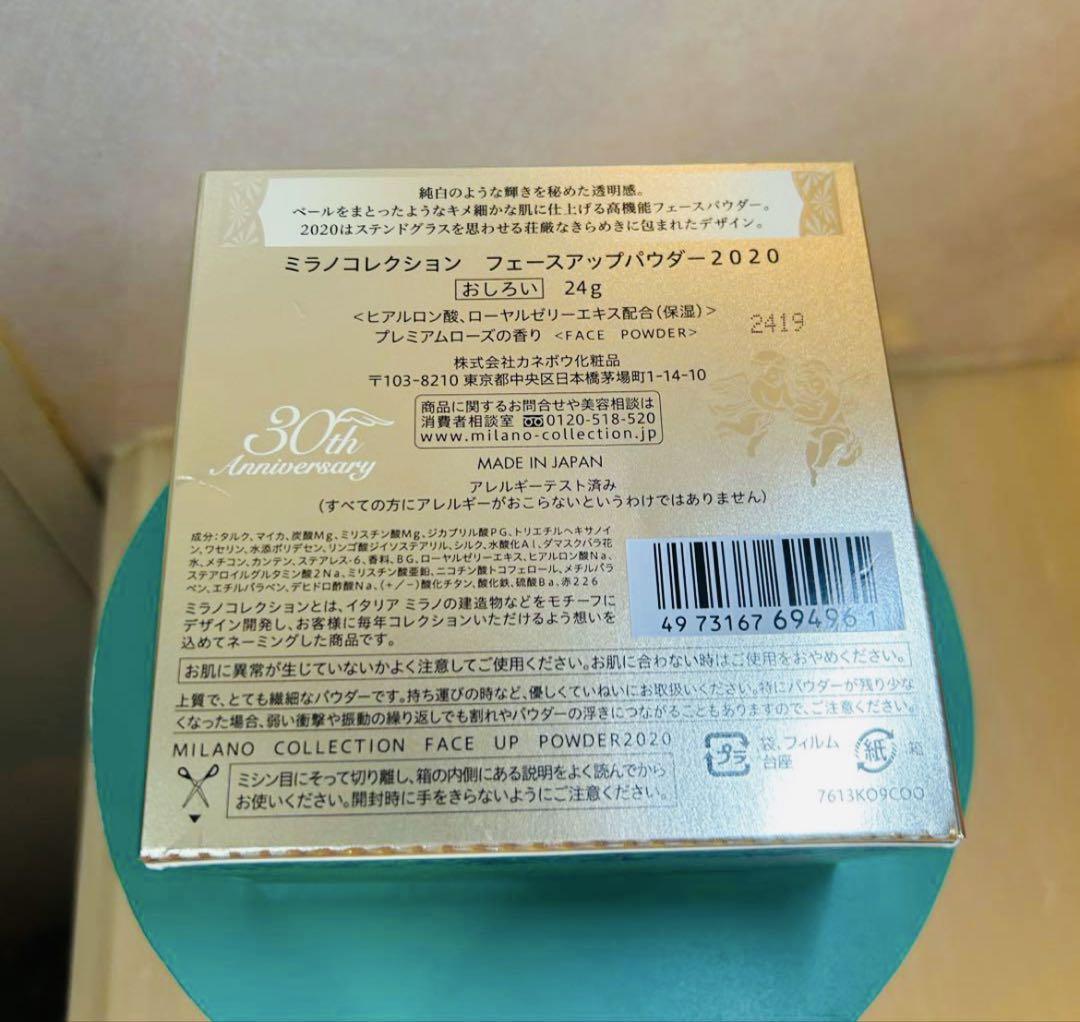 純白のような輝きを秘めた透明感。
ベールをまとったようなキメ細かな肌に仕上げる高機能フェースパウダー。
2020はステンドグラスを思わせる荘厳なきらめきに包まれたデザイン。
ミラノコレクション フェースアップパウダー2020
おしろい 24g
<ヒアルロン酸、ローヤルゼリーエキス配合(保湿)>
プレミアムローズの香り <FACE POWDER>
2419
株式会社カネボウ化粧品
〒103-8210 東京都中央区日本橋茅場町1-14-10
商品に関するお問合せや美容相談は
消費者相談室 0120-518-520
www.milano-collection.jp
30th
Anniversary
MADE IN JAPAN
アレルギーテスト済み
(すべての方にアレルギーがおこらないというわけではありません)
成分:タルク、マイカ、炭酸Mg、ミリスチン酸Mg、ジカプリル酸PG、トリエチルヘキサノイ
ン、ワセリン、水添ポリデセン、リンゴ酸ジイソステアリル、シルク、水酸化Al、ダマスクバラ花
水、メチコン、カンテン、ステアレス-6、香料、BG、ローヤルゼリーエキス、ヒアルロン酸Na、
ステアロイルグルタミン酸2Na、ミリスチン酸亜鉛、ニコチン酸トコフェロール、メチルパラ
ベン、エチルパラベン、デヒドロ酢酸Na、(+/-)酸化チタン、酸化鉄、硫酸Ba、赤226
ミラノコレクションとは、イタリア ミラノの建造物などをモチーフに
デザイン開発し、お客様に毎年コレクションいただけるよう想いを
込めてネーミングした商品です。
49 73167 694961
お肌に異常が生じていないかよく注意してご使用ください。お肌に合わない時はご使用をおやめください。
上質で、とても繊細なパウダーです。持ち運びの時など、優しくていねいにお取扱いください。特にパウダーが残り少な
くなった場合、弱い衝撃や振動の繰り返しでも割れやパウダーの浮きにつながることもありますので、ご注意ください。
MILANO COLLECTION FACE UP POWDER2020
プラ 袋、フィルム
台座
紙 箱
ミシン目にそって切り離し、箱の内側にある説明をよく読んでから
お使いください。開封時に手をきらないようにご注意ください。
7613K09C00